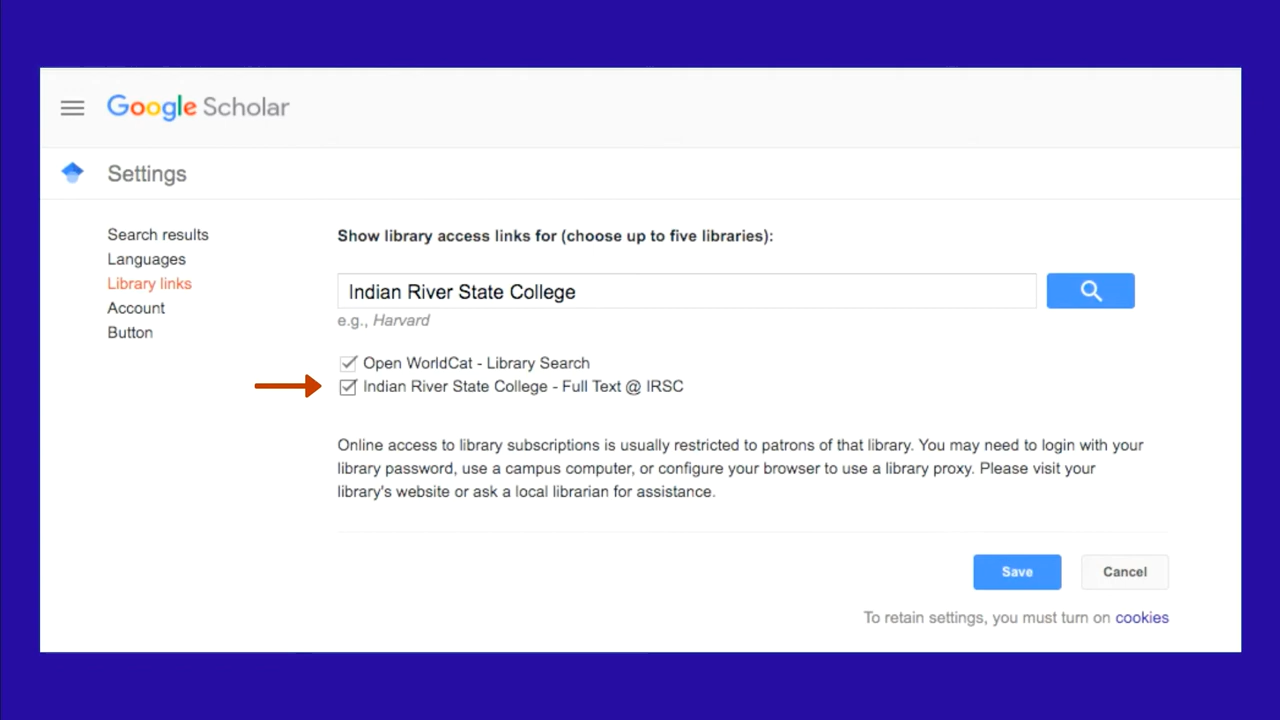 Google Scholar
Settings
Search results
Languages
Library links
Account
Button
Show library access links for (choose up to five libraries):
Indian River State College
e.g., Harvard
Open WorldCat - Library Search
Indian River State College - Full Text @ IRSC
Online access to library subscriptions is usually restricted to patrons of that library. You may need to login with your
library password, use a campus computer, or configure your browser to use a library proxy. Please visit your
library's website or ask a local librarian for assistance.
Save
Cancel
To retain settings, you must turn on cookies